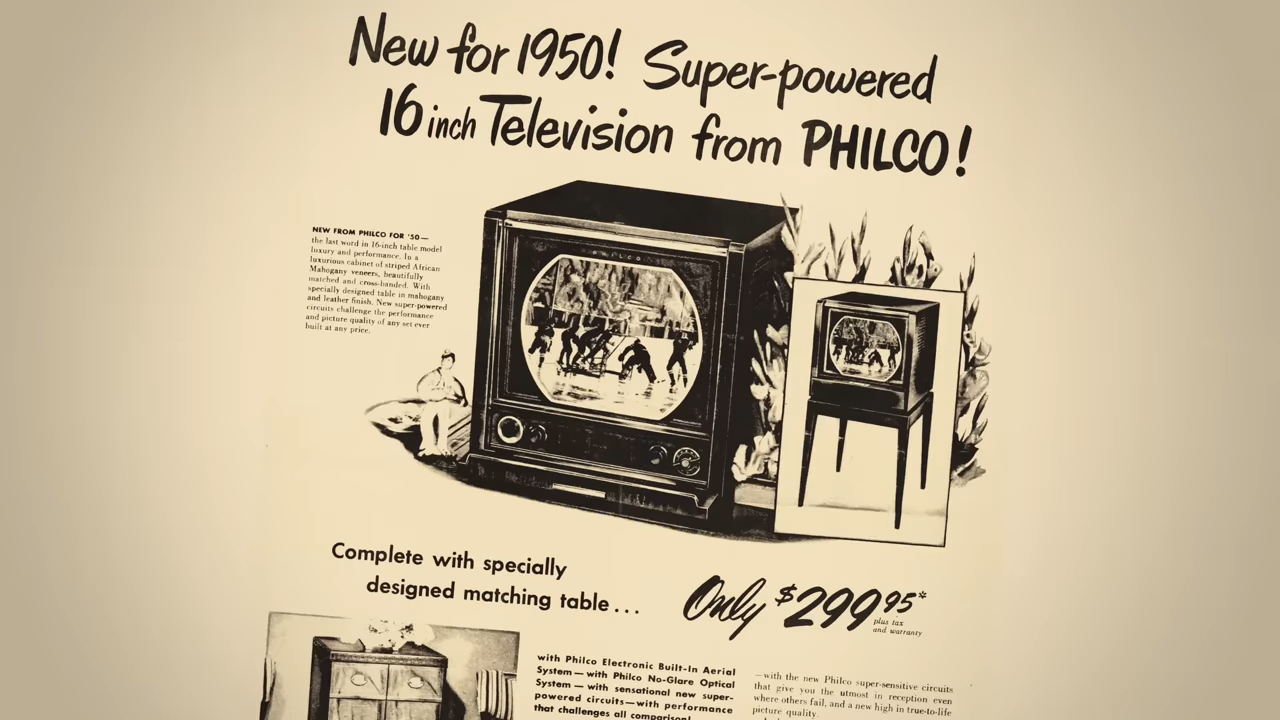 New for 1950! Super-powered
16 inch Television from PHILCO!
NEW FROM PHILCO FOR '50—
the last word in 16-inch table model
luxury and performance. In a
luxurious cabinet of striped African
Mahogany veneers, beautifully
matched and cross-banded. With
specially designed table in mahogany
and leather finish. New super-powered
circuits challenge the performance
and picture quality of any set ever
built at any price.
PHILCO
Complete with specially
designed matching table...
Only $299.95*
plus tax
and warranty
with Philco Electronic Built-In Aerial
System—with Philco No-Glare Optical
System—with sensational new super-
powered circuits—with performance
that challenges all comparison!
—with the new Philco super-sensitive circuits
that give you the utmost in reception even
where others fail, and a new high in true-to-life
picture quality.